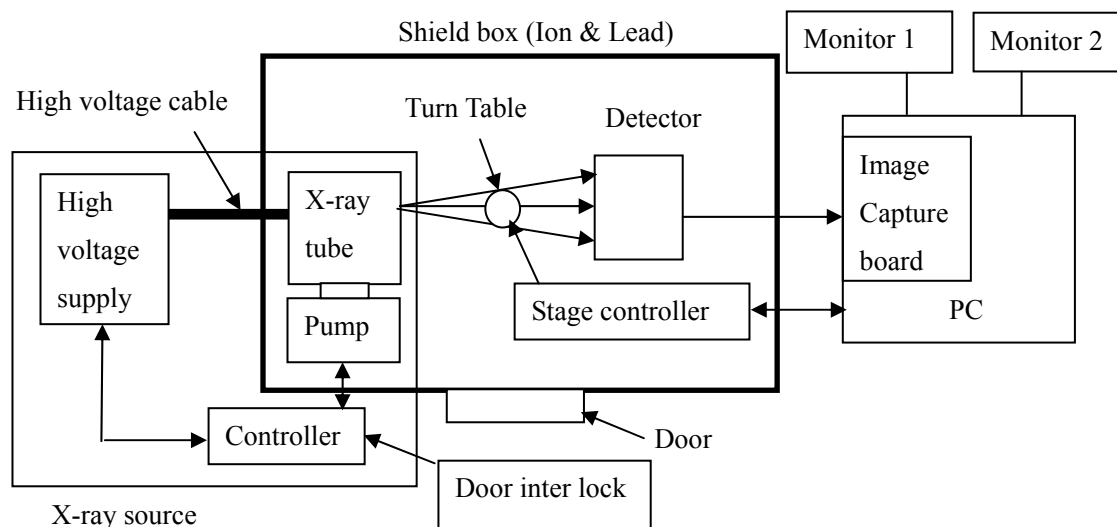 Shield box (Ion & Lead)
Monitor 1
Monitor 2
High voltage cable
Turn Table
Detector
High
voltage
supply
X-ray
tube
Image
Capture
board
Pump
Stage controller
PC
Controller
Door
Door inter lock
X-ray source